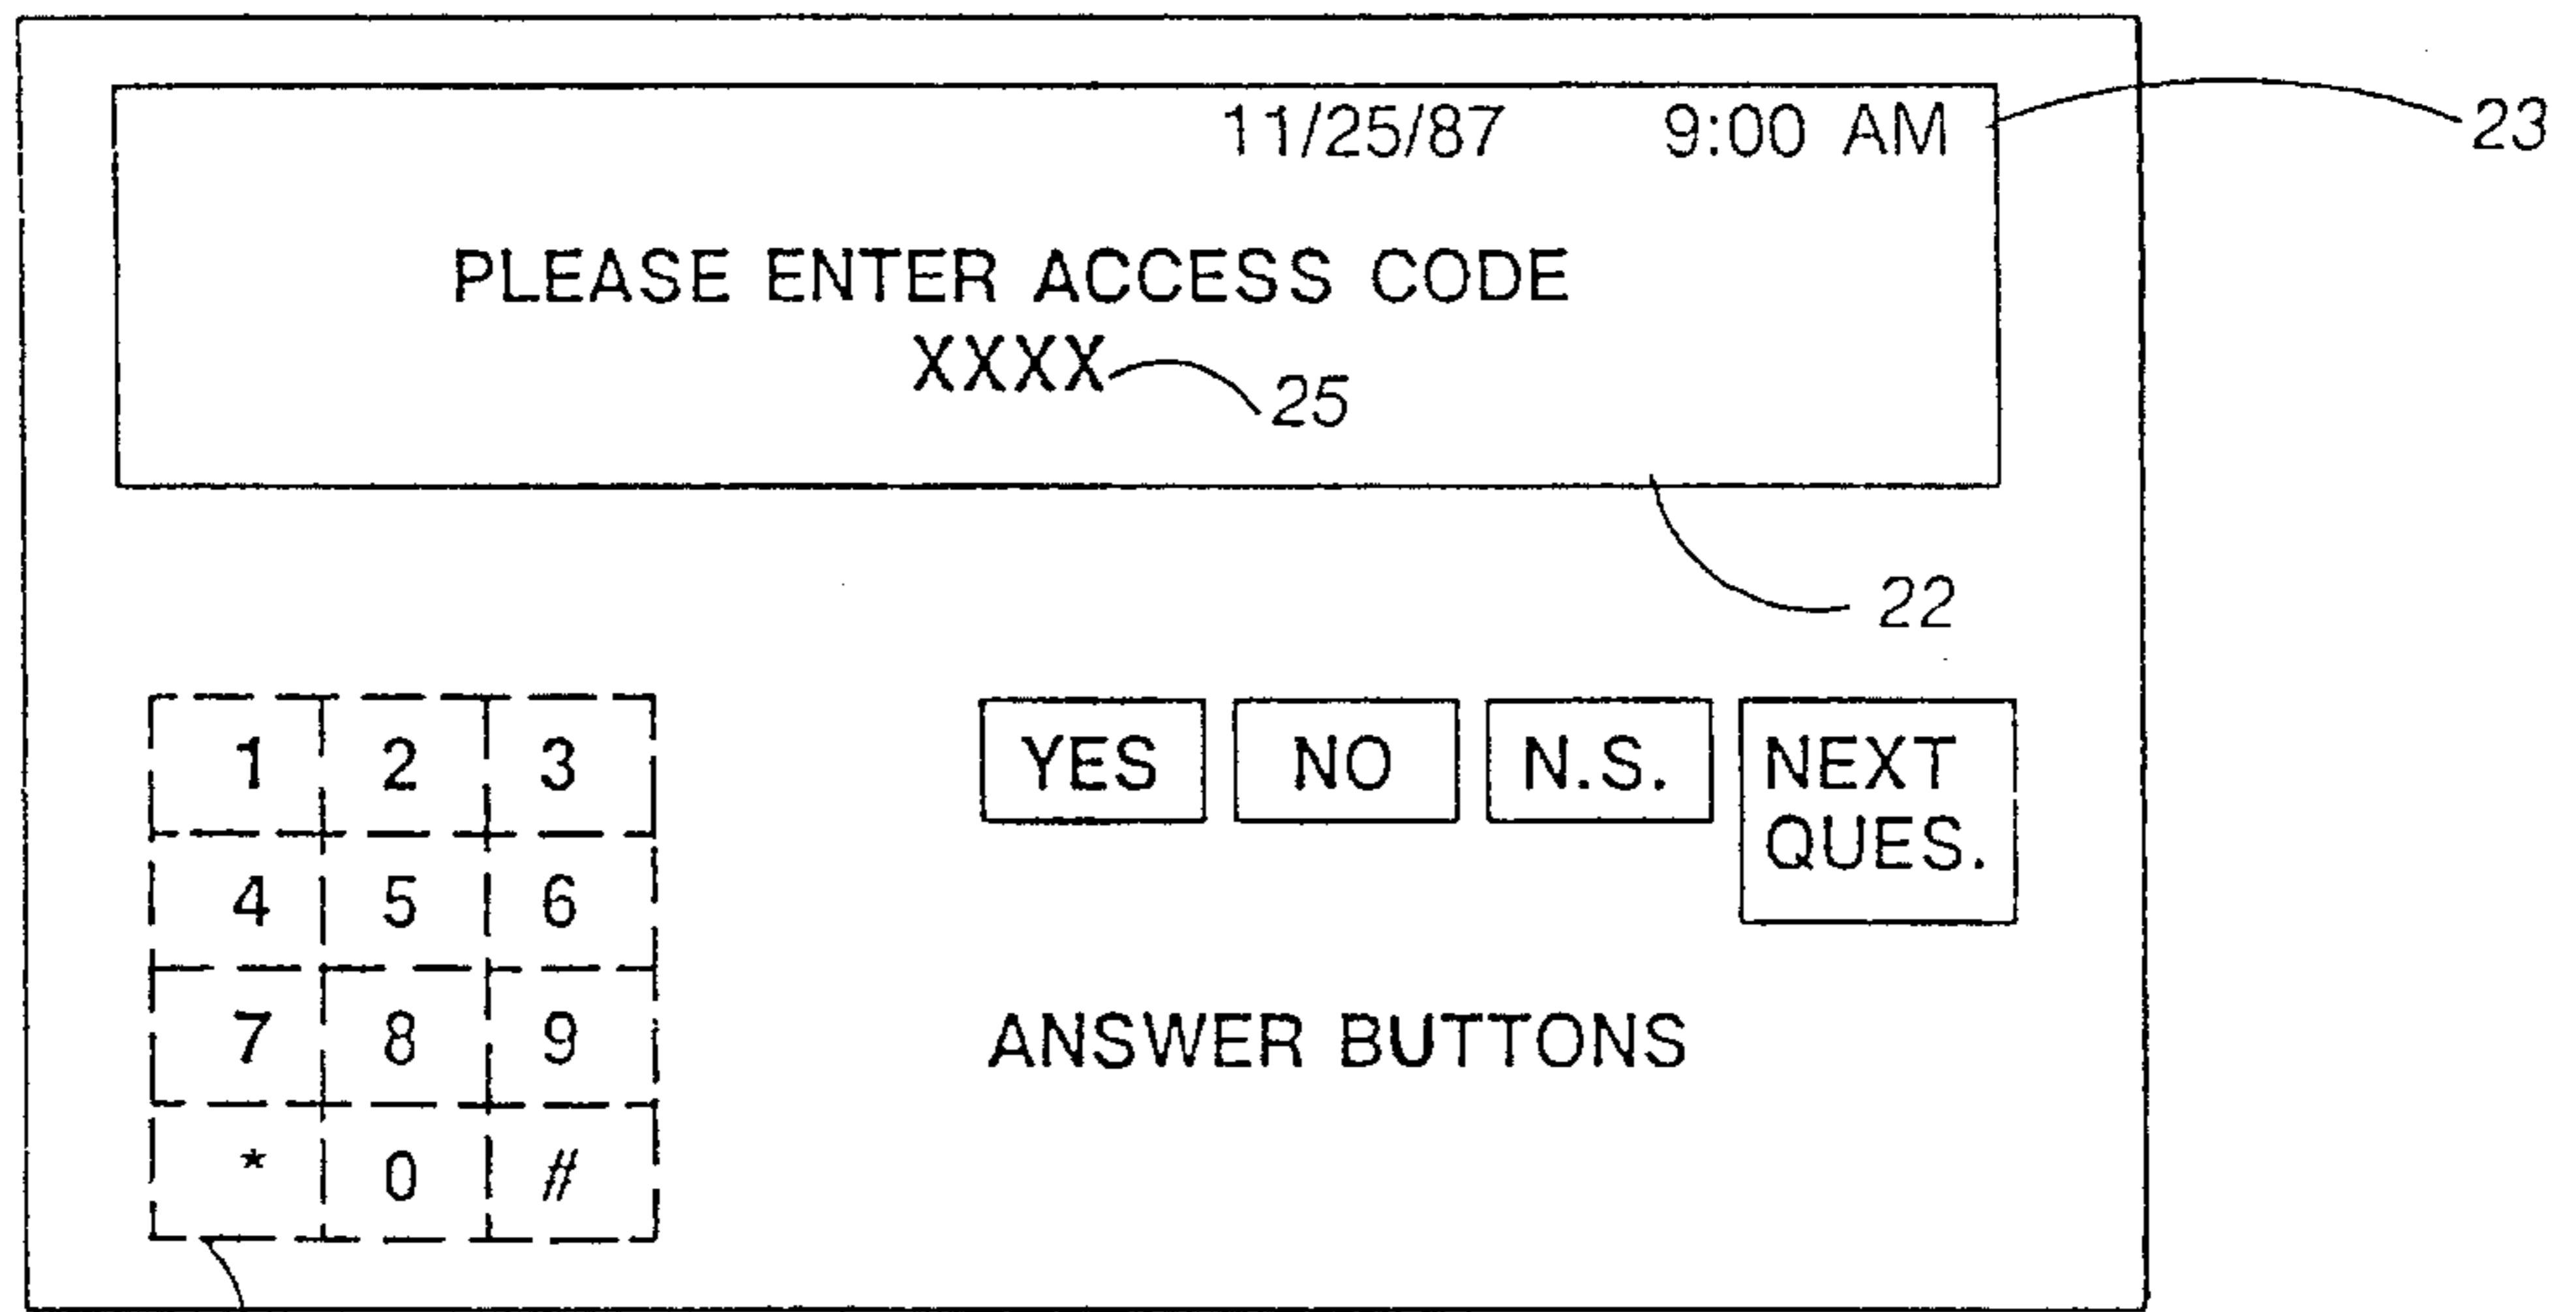 11/25/87 9:00 AM
23
PLEASE ENTER ACCESS CODE
XXXX
25
22
1 2 3
4 5 6
7 8 9
* 0 #
YES NO N.S. NEXT
QUES.
ANSWER BUTTONS